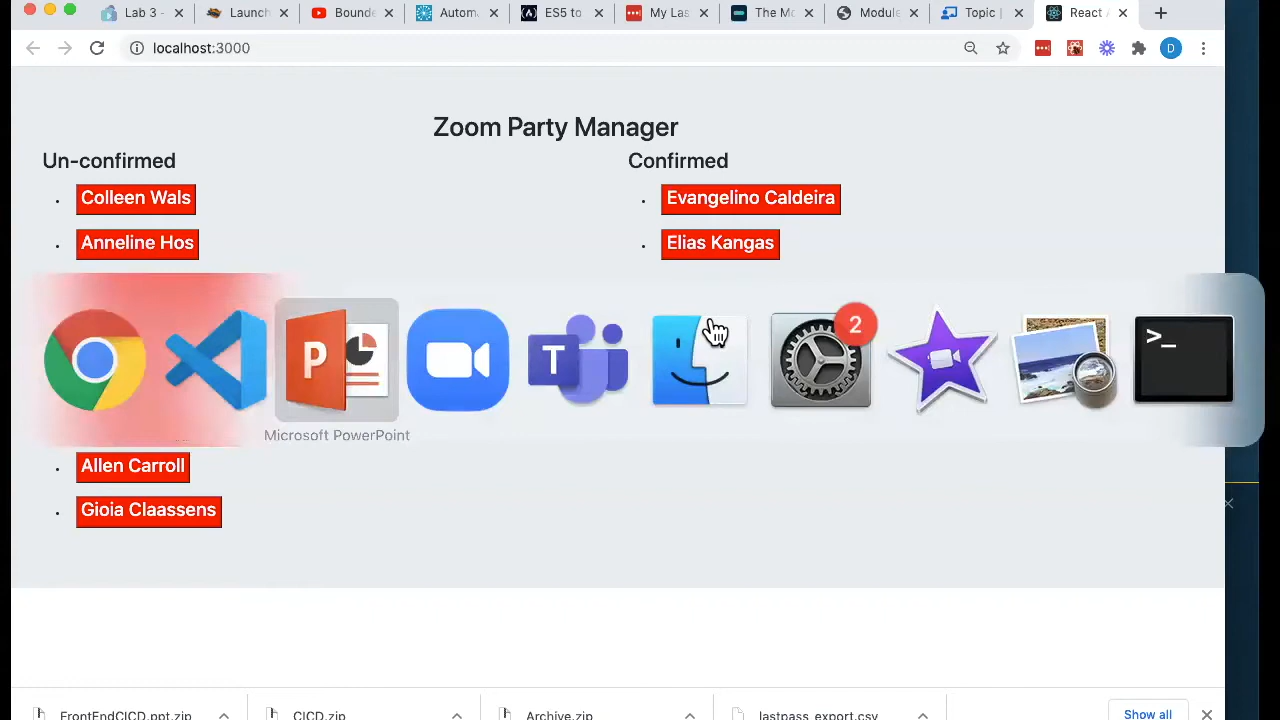 Lab 3 -
Launch
Bounde
Autom
ES5 to
My Las
The Mo
Module
Topic |
React A
localhost:3000
D
Zoom Party Manager
Un-confirmed
Confirmed
Colleen Wals
Evangelino Caldeira
Anneline Hos
Elias Kangas
P
T
2
>_
Microsoft PowerPoint
Allen Carroll
Gioia Claassens
FrontEndCICD.ppt.zip
CICD.zip
Archive.zip
lastpass_export.csv
Show all